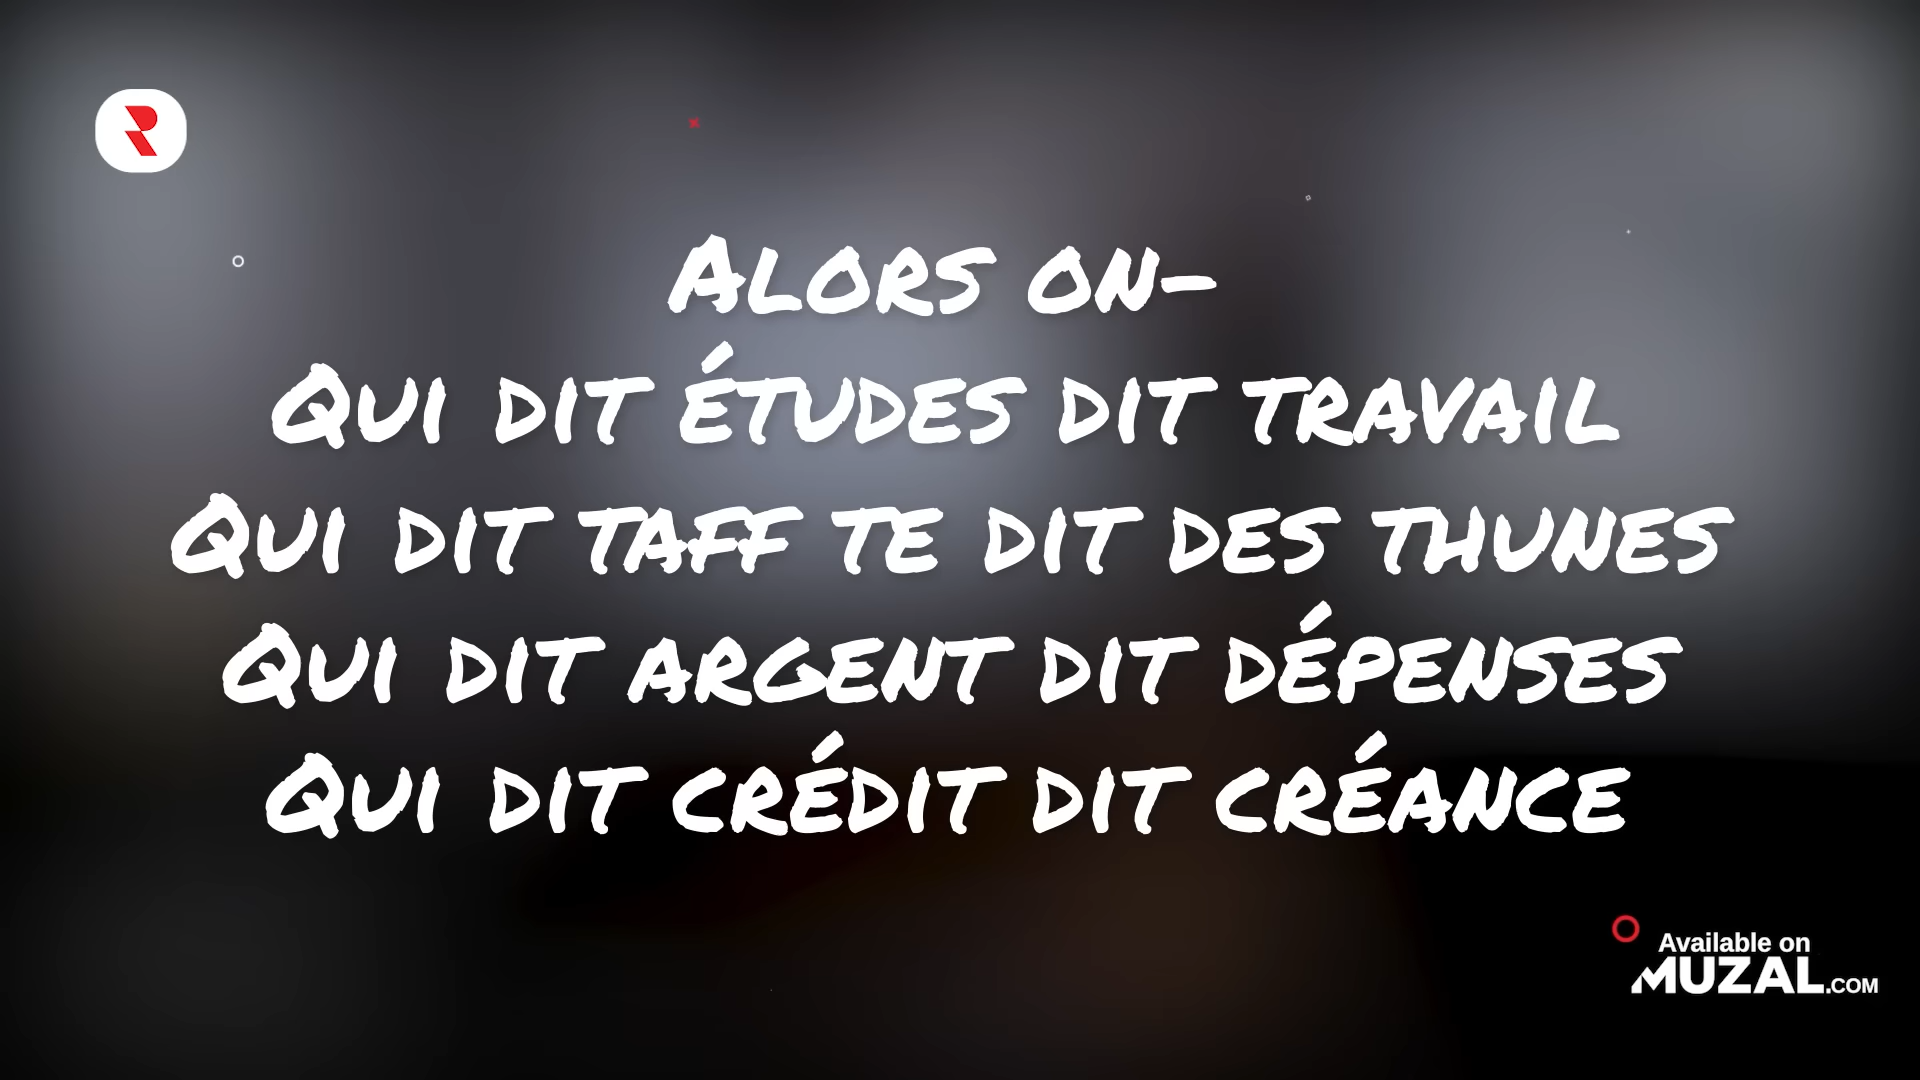 Alors on-
Qui dit études dit travail
Qui dit taff te dit des thunes
Qui dit argent dit dépenses
Qui dit crédit dit créance
Available on
MUZAL.COM